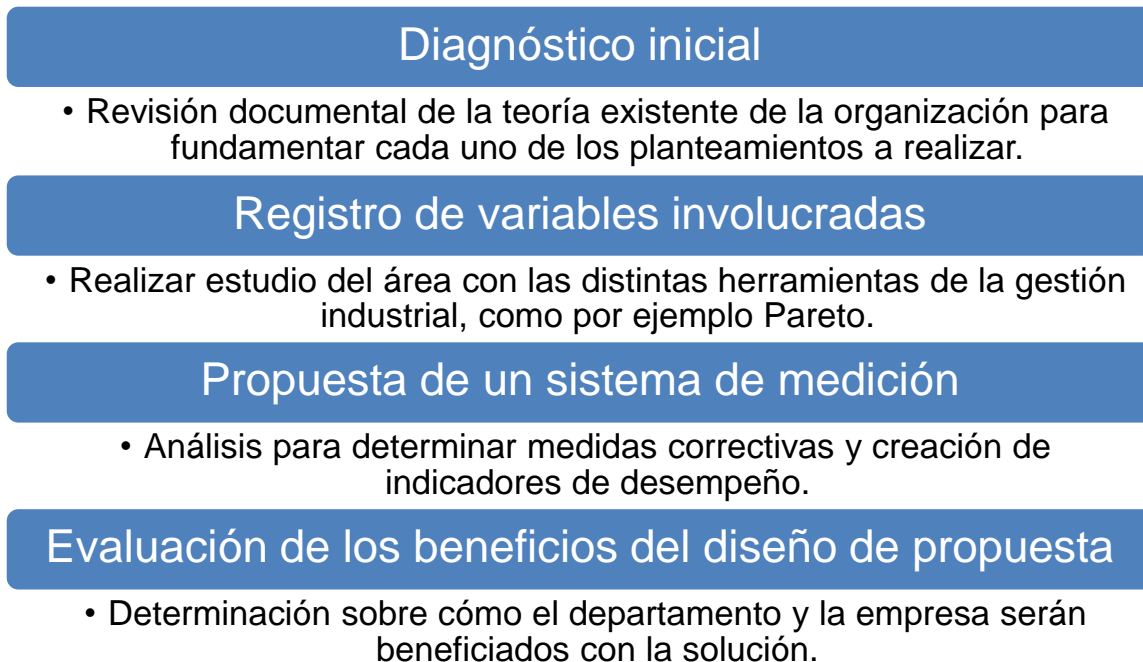 Diagnóstico inicial
• Revisión documental de la teoría existente de la organización para
fundamentar cada uno de los planteamientos a realizar.
Registro de variables involucradas
• Realizar estudio del área con las distintas herramientas de la gestión
industrial, como por ejemplo Pareto.
Propuesta de un sistema de medición
• Análisis para determinar medidas correctivas y creación de
indicadores de desempeño.
Evaluación de los beneficios del diseño de propuesta
• Determinación sobre cómo el departamento y la empresa serán
beneficiados con la solución.